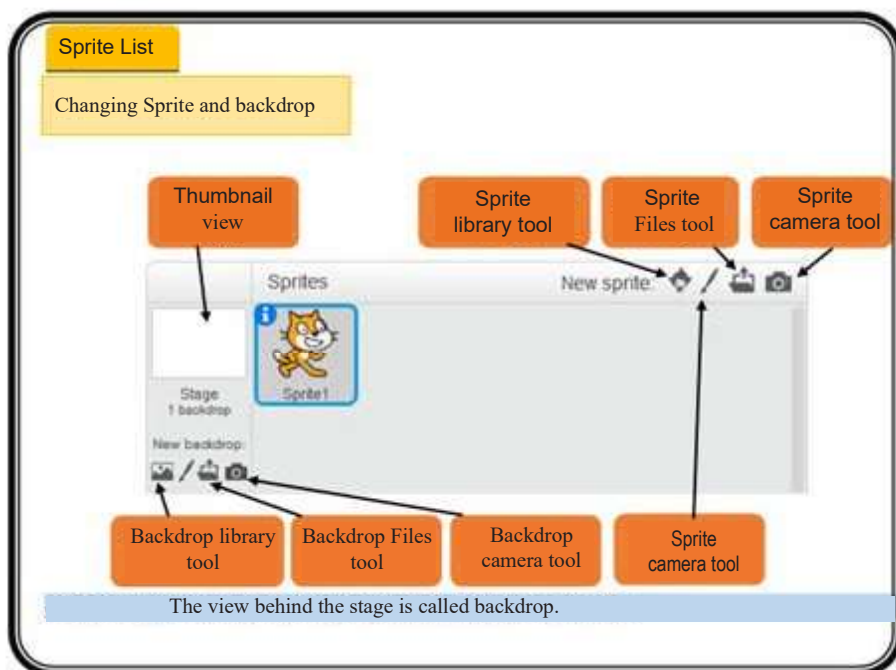 Sprite List
Changing Sprite and backdrop
Thumbnail
view
Sprite
library tool
Sprite
Files tool
Sprite
camera tool
Sprites
New sprite:
Sprite1
Stage
1 backdrop
New backdrop:
Backdrop library
tool
Backdrop Files
tool
Backdrop
camera tool
Sprite
camera tool
The view behind the stage is called backdrop.